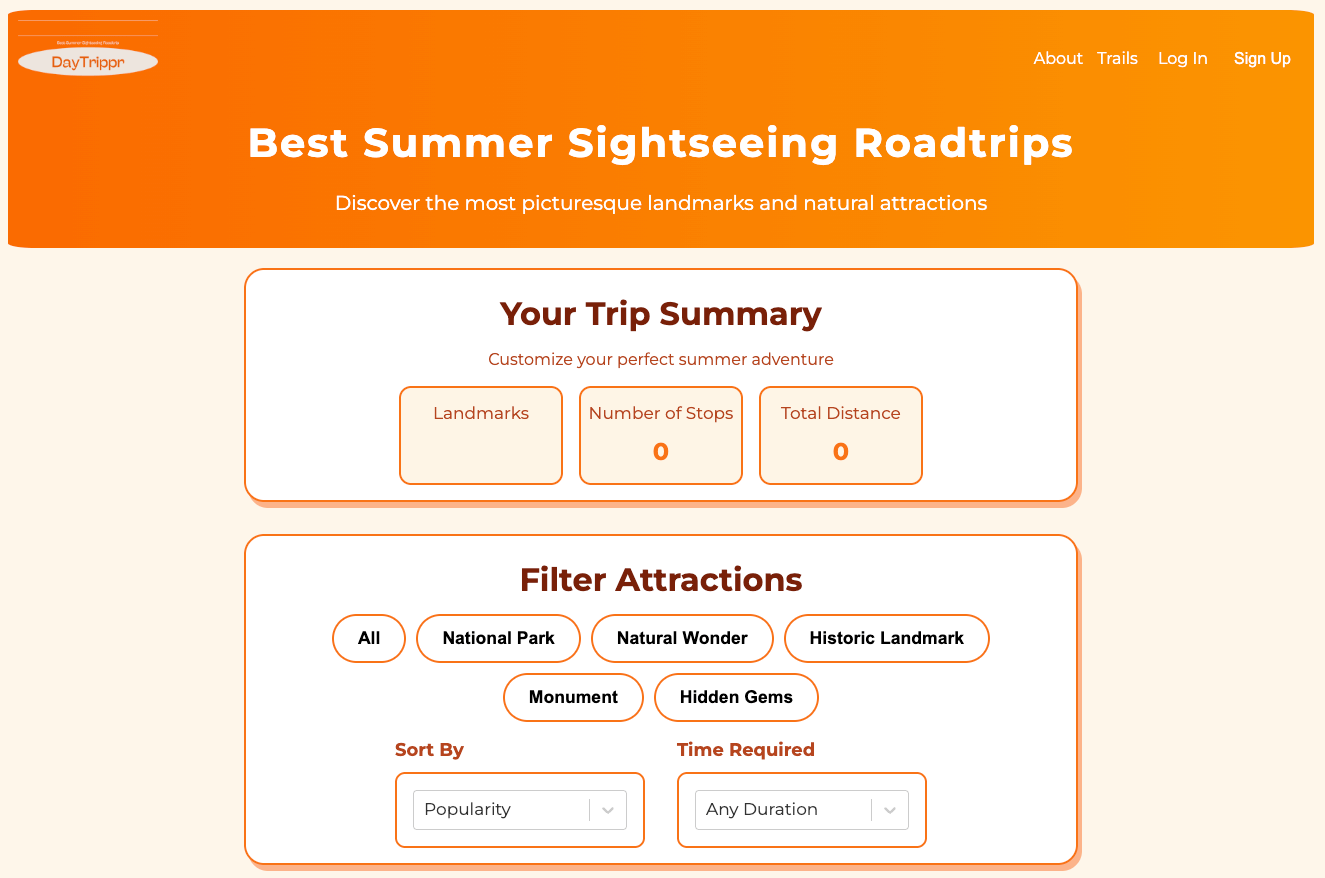 Best Summer Sightseeing Roadtrips
DayTrippr
About Trails Log In Sign Up
Best Summer Sightseeing Roadtrips
Discover the most picturesque landmarks and natural attractions
Your Trip Summary
Customize your perfect summer adventure
Landmarks Number of Stops Total Distance
0 0
Filter Attractions
All National Park Natural Wonder Historic Landmark
Monument Hidden Gems
Sort By Time Required
Popularity Any Duration